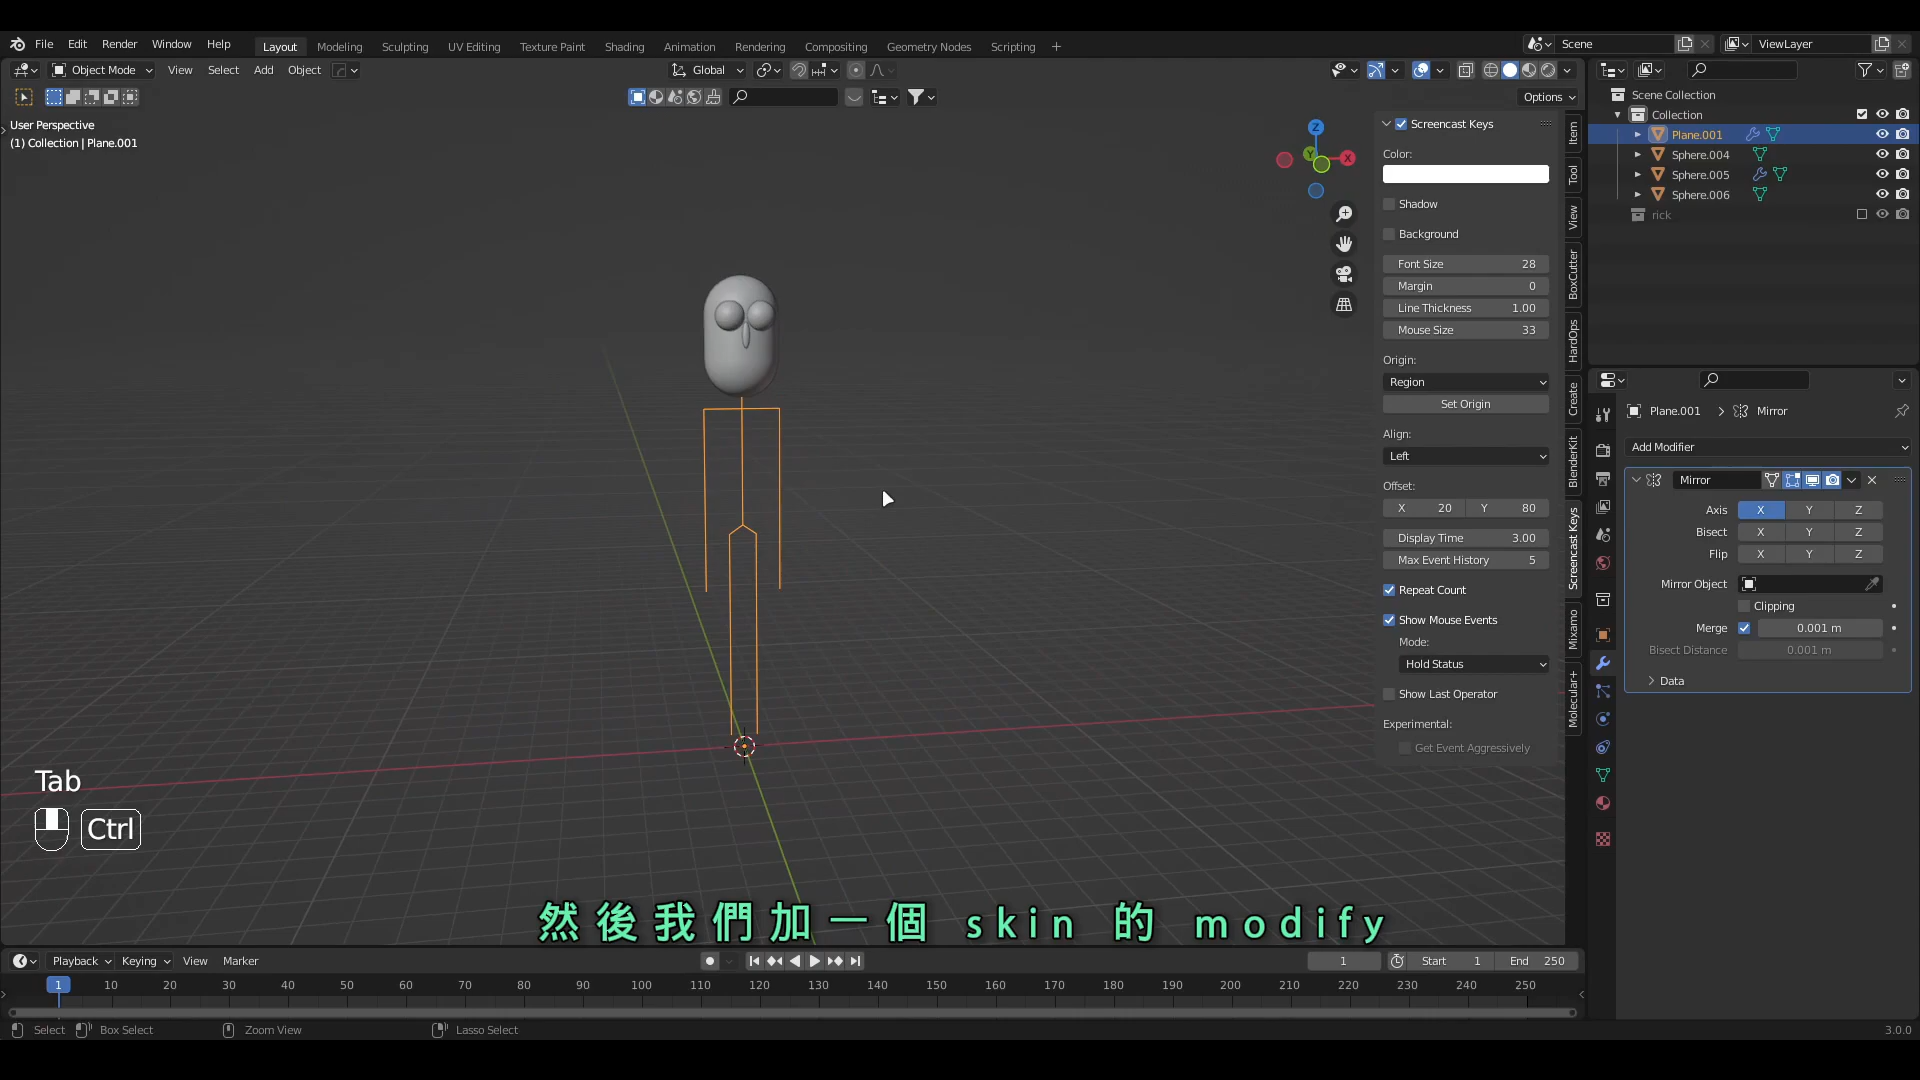 File Edit Render Window Help Layout Modeling Sculpting UV Editing Texture Paint Shading Animation Rendering Compositing Geometry Nodes Scripting + Scene ViewLayer
Object Mode View Select Add Object Global
Options
User Perspective
(1) Collection | Plane.001
Z
Y
X
Screencast Keys
Color:
Shadow
Background
Font Size 28
Margin 0
Line Thickness 1.00
Mouse Size 33
Origin:
Region
Set Origin
Align:
Left
Offset:
X 20 Y 80
Display Time 3.00
Max Event History 5
Repeat Count
Show Mouse Events
Mode:
Hold Status
Show Last Operator
Experimental:
Get Event Aggressively
Item
Tool
View
BoxCutter
HardOps
Create
BlenderKit
Screencast Keys
Mixamo
Molecular+
Scene Collection
Collection
Plane.001
Sphere.004
Sphere.005
Sphere.006
rick
Plane.001 Mirror
Add Modifier
Mirror
Axis X Y Z
Bisect X Y Z
Flip X Y Z
Mirror Object
Clipping
Merge 0.001 m
Bisect Distance 0.001 m
Data
Tab
Ctrl
然後我們加一個 skin 的 modify
Playback Keying View Marker 1 Start 1 End 250
1 10 20 30 40 50 60 70 80 90 100 110 120 130 140 150 160 170 180 190 200 210 220 230 240 250
Select Box Select Zoom View Lasso Select 3.0.0